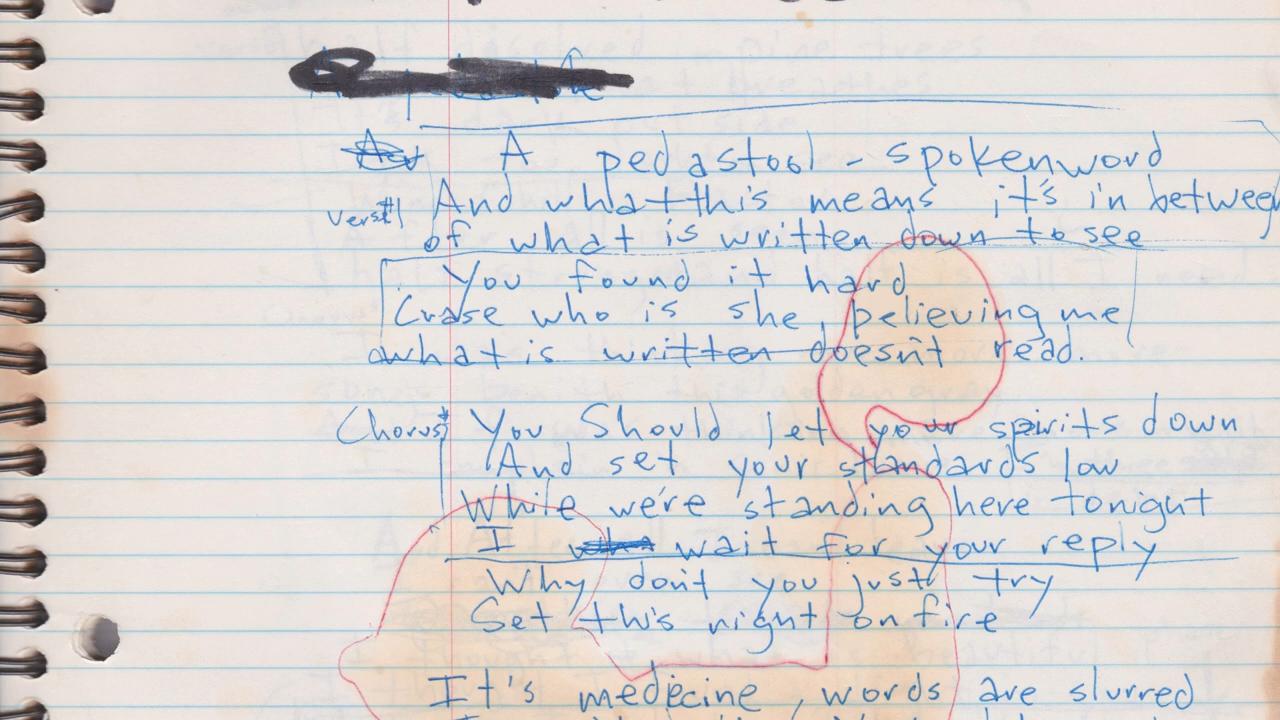 A pedastool - spokenword
verse #1 And what this means it's in between
of what is written down to see
You found it hard
Cuase who is she, believing me
what is written doesn't read.
Chorus You Should let your spirits down
And set your standards low
While we're standing here tonight
I wait for your reply
Why don't you just try
Set this night on fire
It's medicine, words are slurred